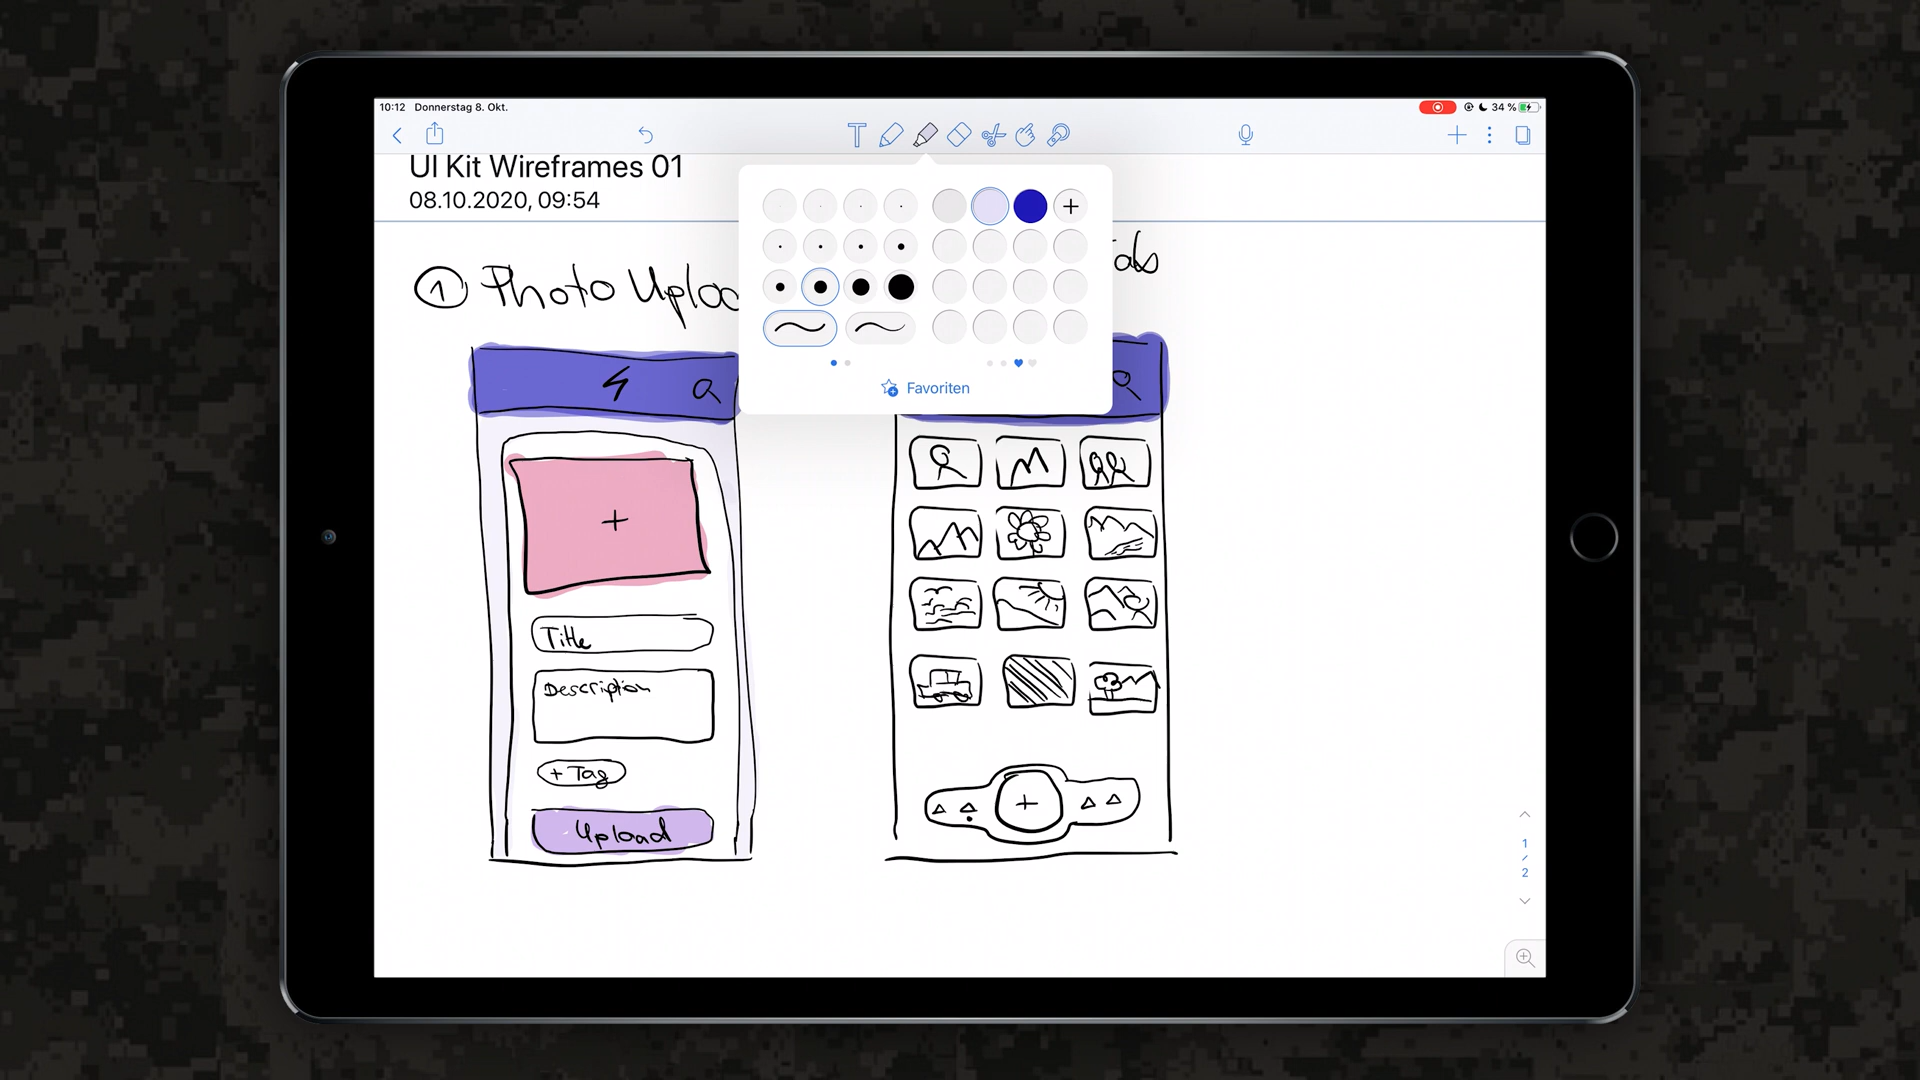 10:12 Donnerstag 8. Okt.
34 %
UI Kit Wireframes 01
08.10.2020, 09:54
Favoriten
1 Photo Uploa
Title
Description
+ Tag
Upload
1
/
2